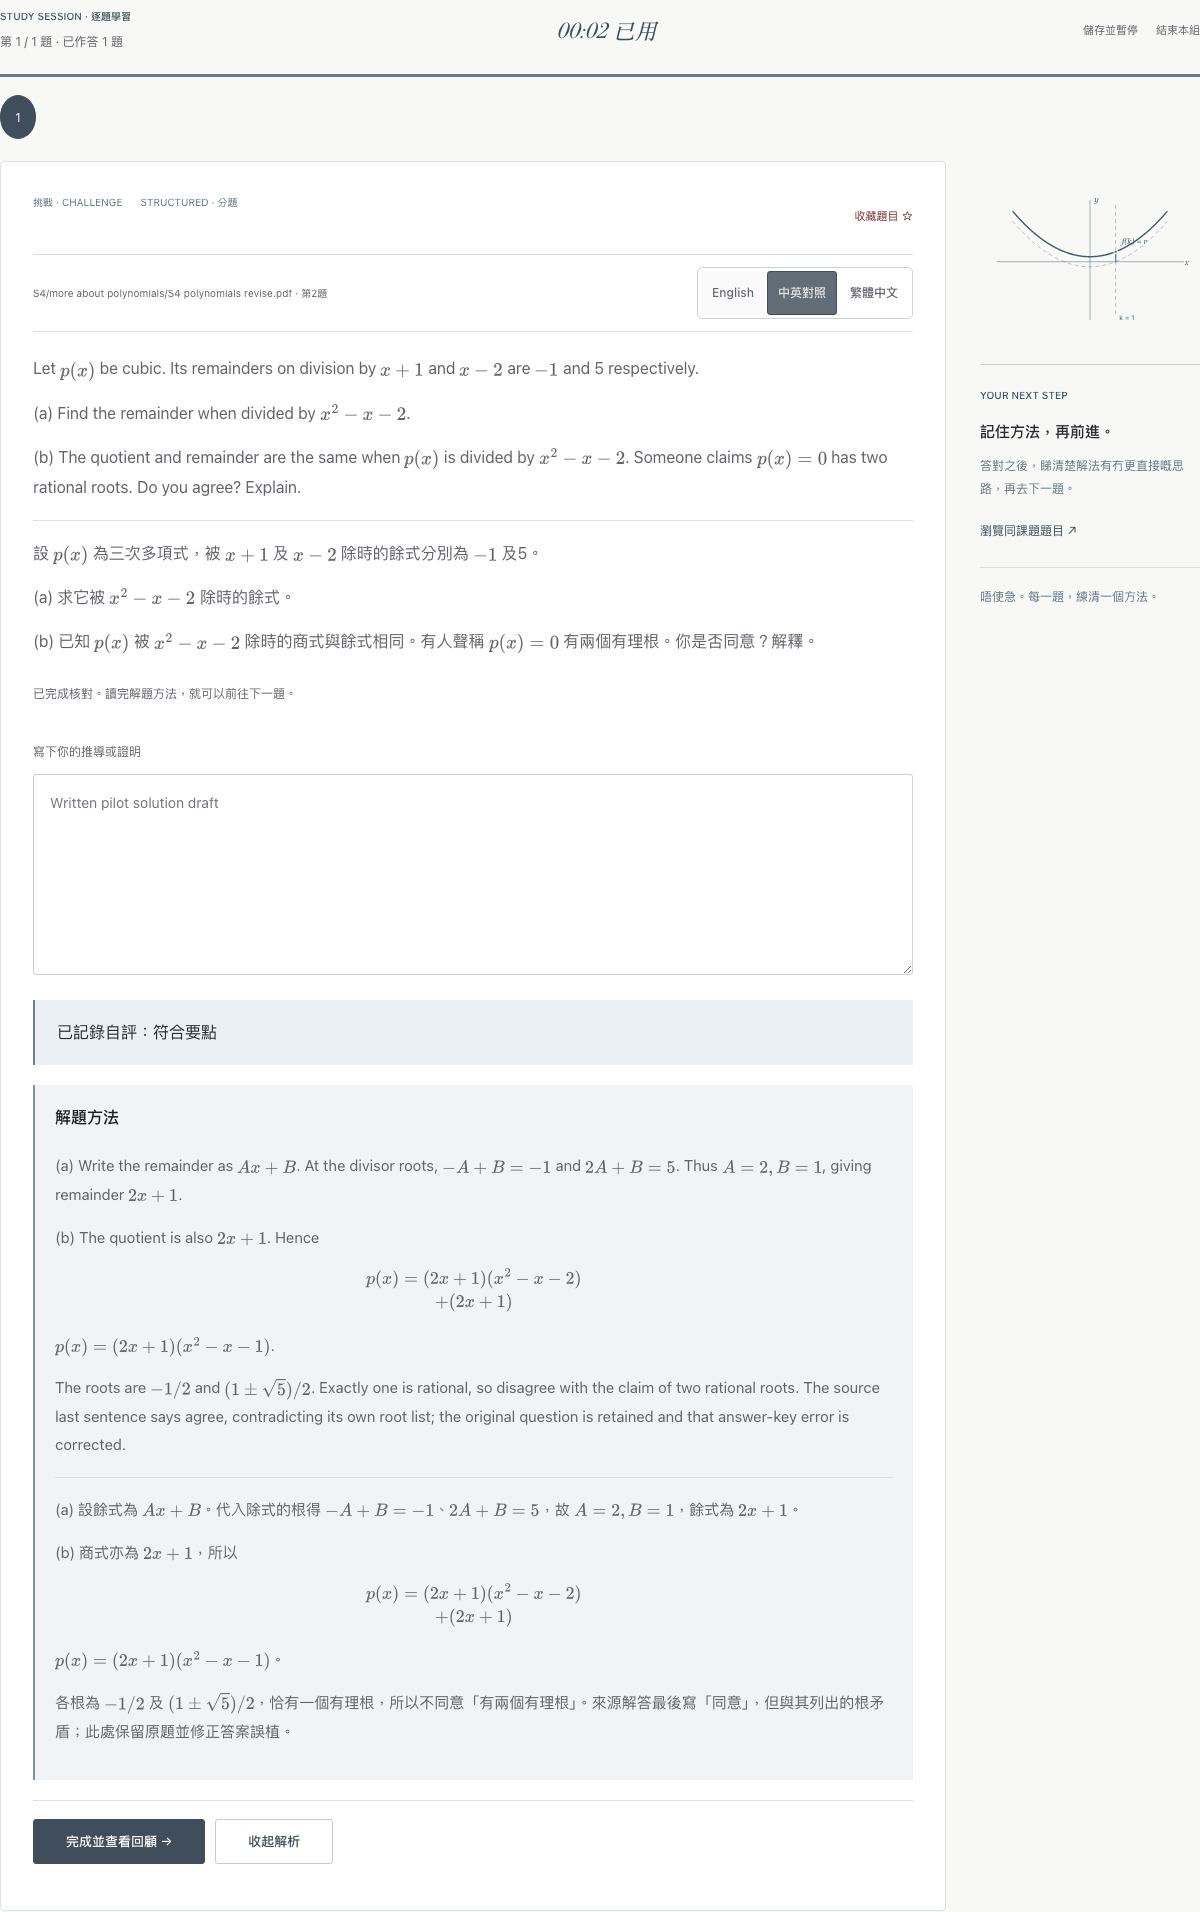 STUDY SESSION · 逐題學習
第 1 / 1 題 · 已作答 1 題
00:02 已用
儲存並暫停 結束本組
1
挑戰 · CHALLENGE STRUCTURED · 分題
收藏題目 ☆
S4/more about polynomials/S4 polynomials revise.pdf · 第2題
English 中英對照 繁體中文
Let p(x) be cubic. Its remainders on division by x + 1 and x − 2 are −1 and 5 respectively.
(a) Find the remainder when divided by x² − x − 2.
(b) The quotient and remainder are the same when p(x) is divided by x² − x − 2. Someone claims p(x) = 0 has two
rational roots. Do you agree? Explain.
設 p(x) 為三次多項式，被 x + 1 及 x − 2 除時的餘式分別為 −1 及5。
(a) 求它被 x² − x − 2 除時的餘式。
(b) 已知 p(x) 被 x² − x − 2 除時的商式與餘式相同。有人聲稱 p(x) = 0 有兩個有理根。你是否同意？解釋。
已完成核對。讀完解題方法，就可以前往下一題。
寫下你的推導或證明
Written pilot solution draft
已記錄自評：符合要點
解題方法
(a) Write the remainder as Ax + B. At the divisor roots, −A + B = −1 and 2A + B = 5. Thus A = 2, B = 1, giving
remainder 2x + 1.
(b) The quotient is also 2x + 1. Hence
p(x) = (2x + 1)(x² − x − 2)
+(2x + 1)
p(x) = (2x + 1)(x² − x − 1).
The roots are −1/2 and (1 ± √5)/2. Exactly one is rational, so disagree with the claim of two rational roots. The source
last sentence says agree, contradicting its own root list; the original question is retained and that answer-key error is
corrected.
(a) 設餘式為 Ax + B。代入除式的根得 −A + B = −1、2A + B = 5，故 A = 2, B = 1，餘式為 2x + 1。
(b) 商式亦為 2x + 1，所以
p(x) = (2x + 1)(x² − x − 2)
+(2x + 1)
p(x) = (2x + 1)(x² − x − 1)。
各根為 −1/2 及 (1 ± √5)/2，恰有一個有理根，所以不同意「有兩個有理根」。來源解答最後寫「同意」，但與其列出的根矛
盾；此處保留原題並修正答案誤植。
完成並查看回顧 → 收起解析
y
f(k) = r
x
k = 1
YOUR NEXT STEP
記住方法，再前進。
答對之後，睇清楚解法有冇更直接嘅思
路，再去下一題。
瀏覽同課題題目 ↗
唔使急。每一題，練清一個方法。